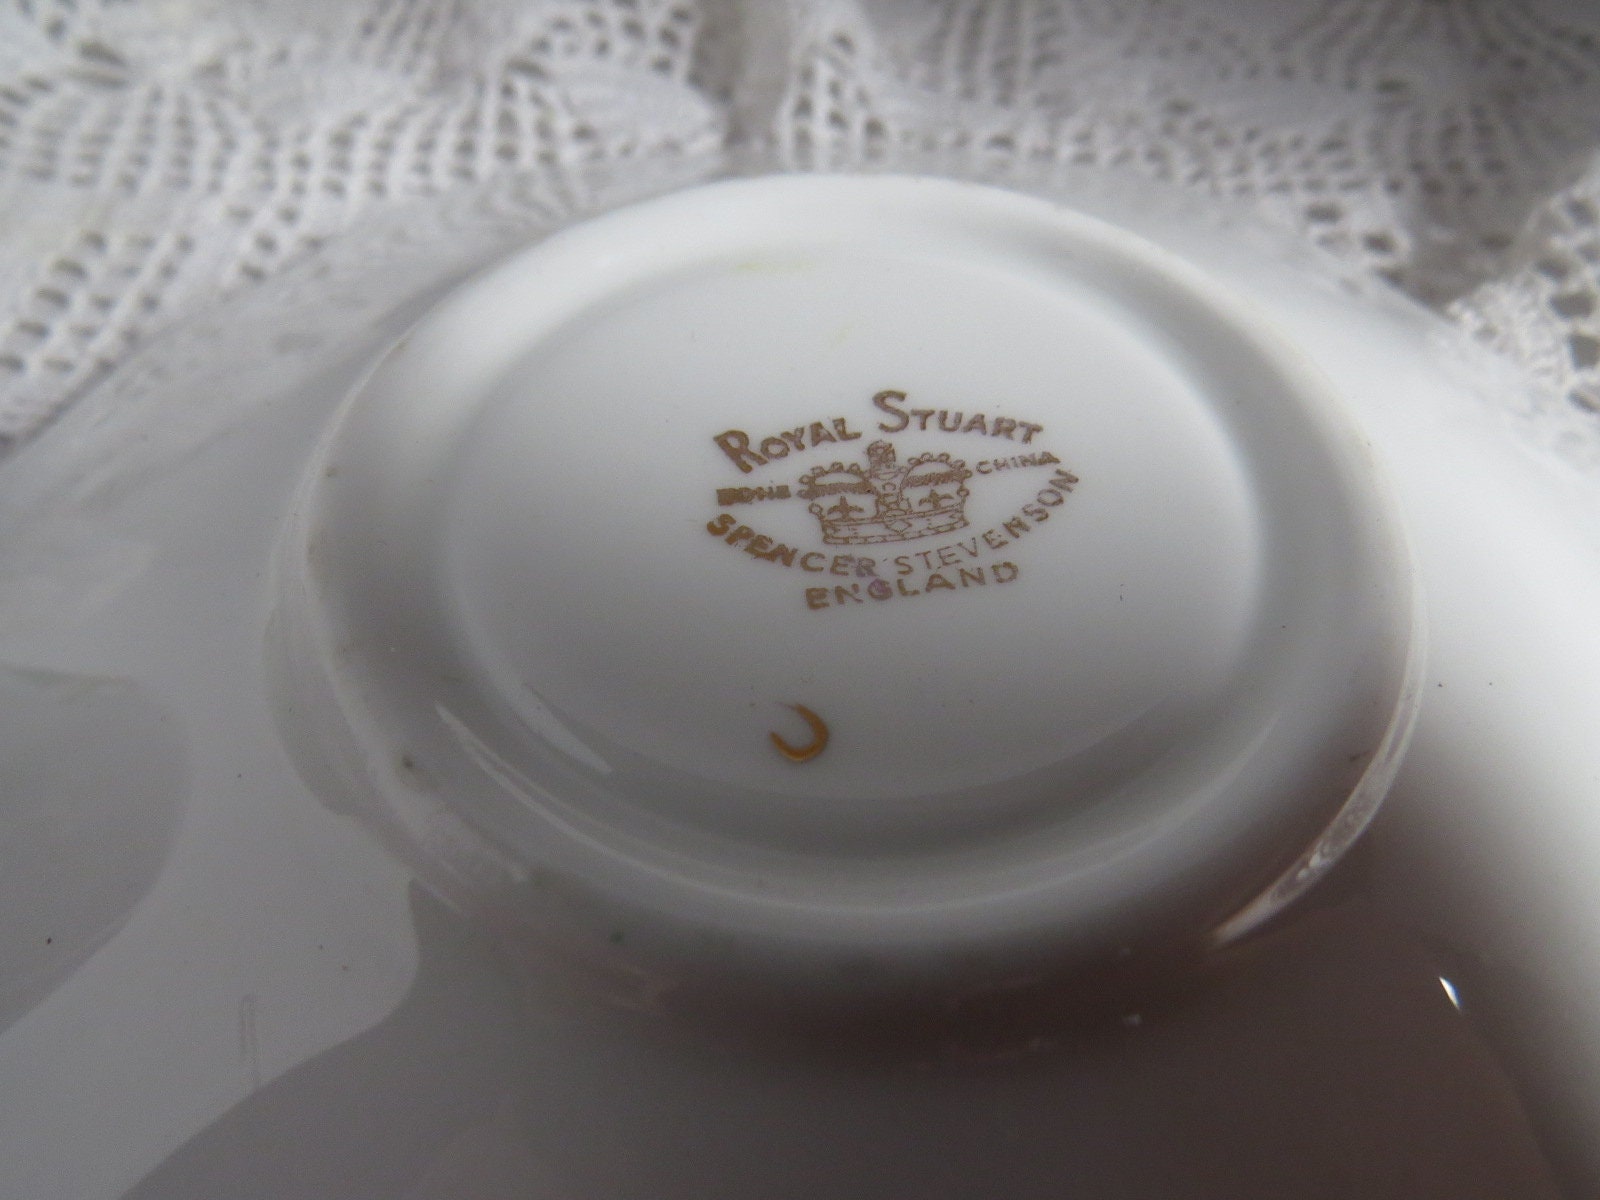 ROYAL STUART
BONE CHINA
SPENCER STEVENSON
ENGLAND